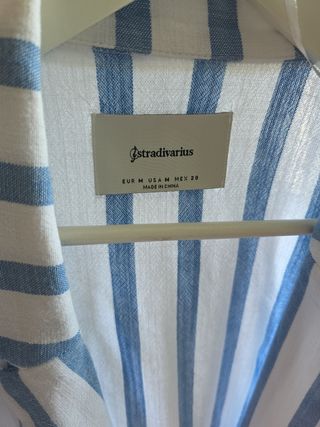 stradivarius
EUR M USA M MEX 28
MADE IN CHINA